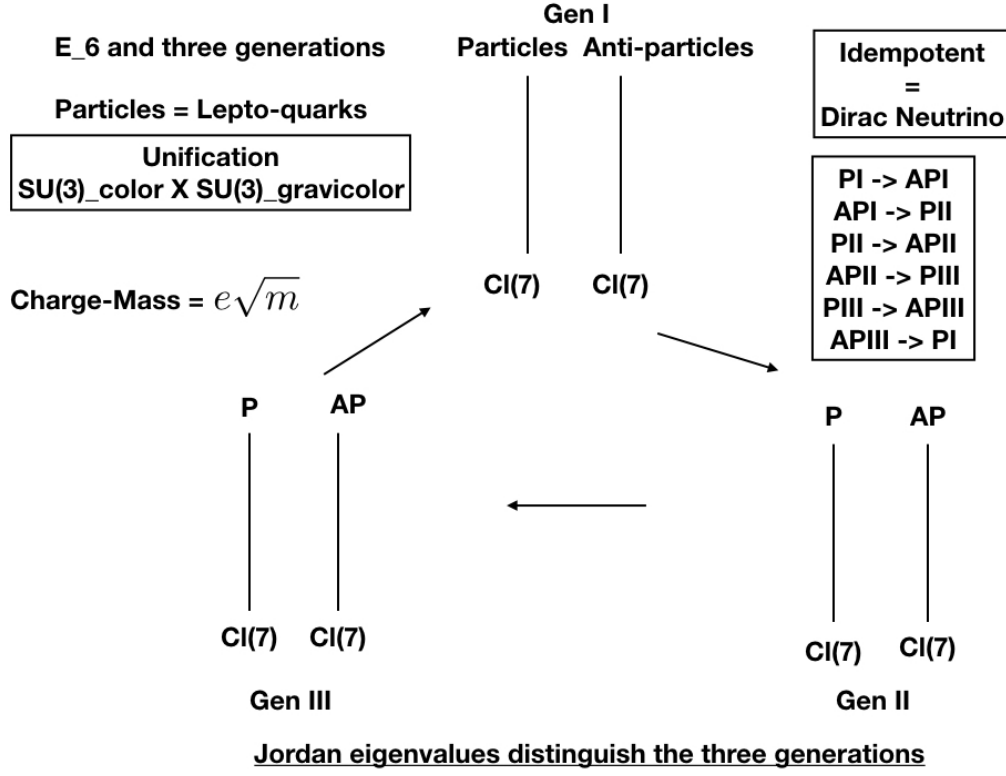 Gen I
Particles Anti-particles
E_6 and three generations
Particles = Lepto-quarks
Unification
SU(3)_color X SU(3)_gravicolor
Charge-Mass = e√m
Idempotent
=
Dirac Neutrino
PI -> API
API -> PII
PII -> APII
APII -> PIII
PIII -> APIII
APIII -> PI
Cl(7) Cl(7)
P AP
Cl(7) Cl(7)
Gen III
P AP
Cl(7) Cl(7)
Gen II
Jordan eigenvalues distinguish the three generations